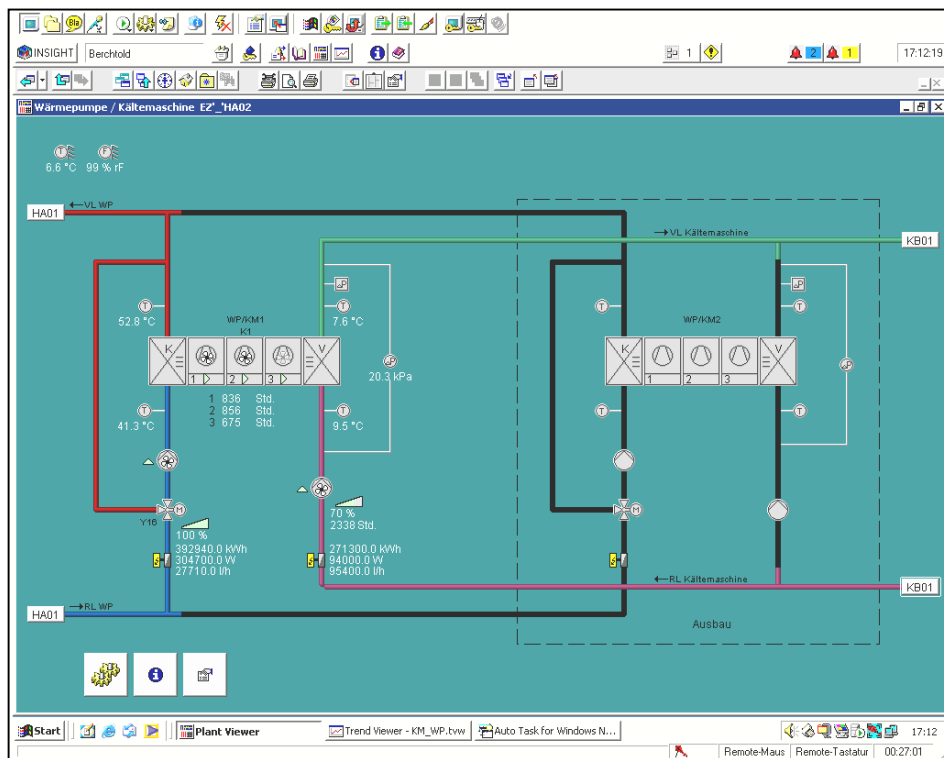 INSIGHT
Berchtold
1
2
1
17:12:19
Wärmepumpe / Kältemaschine EZ'_'HA02
T
F
6.6 °C
99 % rF
HA01
VL WP
VL Kältemaschine
KB01
52.8 °C
WP/KM1
K1
7.6 °C
WP/KM2
K
V
K
V
1
2
3
1
2
3
20.3 kPa
41.3 °C
1 836 Std.
2 856 Std.
3 675 Std.
9.5 °C
M
M
Y16
100 %
392940.0 kWh
304700.0 W
27710.0 l/h
70 %
2338 Std.
271300.0 kWh
94000.0 W
95400.0 l/h
RL Kältemaschine
KB01
HA01
RL WP
Ausbau
Start
Plant Viewer
Trend Viewer - KM_WP.tvw
Auto Task for Windows N...
17:12
Remote-Maus
Remote-Tastatur
00:27:01